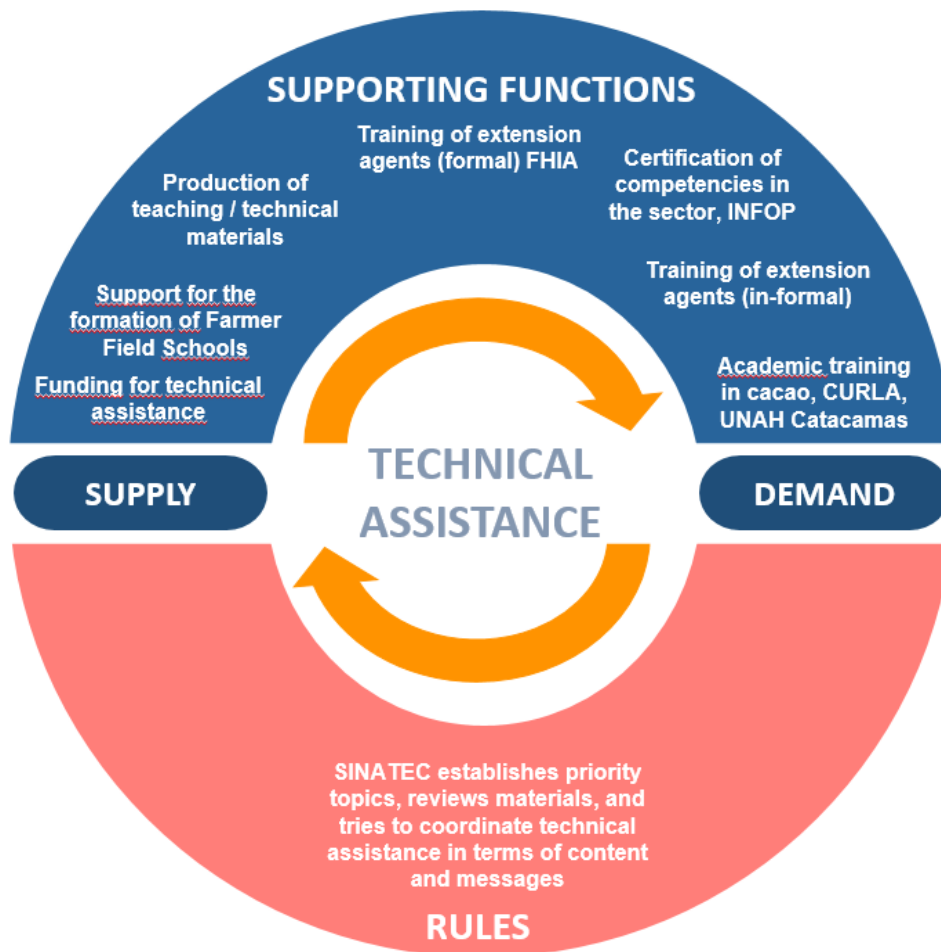 SUPPORTING FUNCTIONS
Training of extension
agents (formal) FHIA
Certification of
competencies in
the sector, INFOP
Production of
teaching / technical
materials
Training of extension
agents (in-formal)
Support for the
formation of Farmer
Field Schools
Academic training
in cacao, CURLA,
UNAH Catacamas
Funding for technical
assistance
SUPPLY
TECHNICAL
ASSISTANCE
DEMAND
SINATEC establishes priority
topics, reviews materials, and
tries to coordinate technical
assistance in terms of content
and messages
RULES